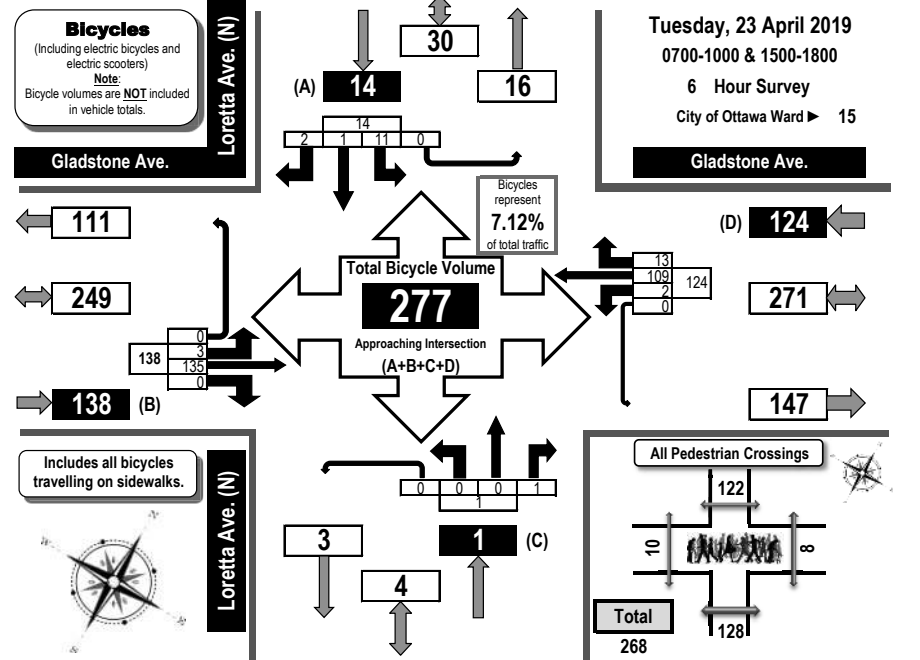 Bicycles
(Including electric bicycles and
electric scooters)
Note:
Bicycle volumes are NOT included
in vehicle totals.
Loretta Ave. (N)
Gladstone Ave.
30
(A) 14
16
14
2 1 11 0
Tuesday, 23 April 2019
0700-1000 & 1500-1800
6 Hour Survey
City of Ottawa Ward ► 15
Gladstone Ave.
Bicycles
represent
7.12%
of total traffic
111
249
138
0
3
135
0
138 (B)
Total Bicycle Volume
277
Approaching Intersection
(A+B+C+D)
(D) 124
13
109
2
0
124
271
147
Includes all bicycles
travelling on sidewalks.
Loretta Ave. (N)
N
E
S
W
0 0 0 1
1
3
1 (C)
4
All Pedestrian Crossings
122
10
8
128
Total
268